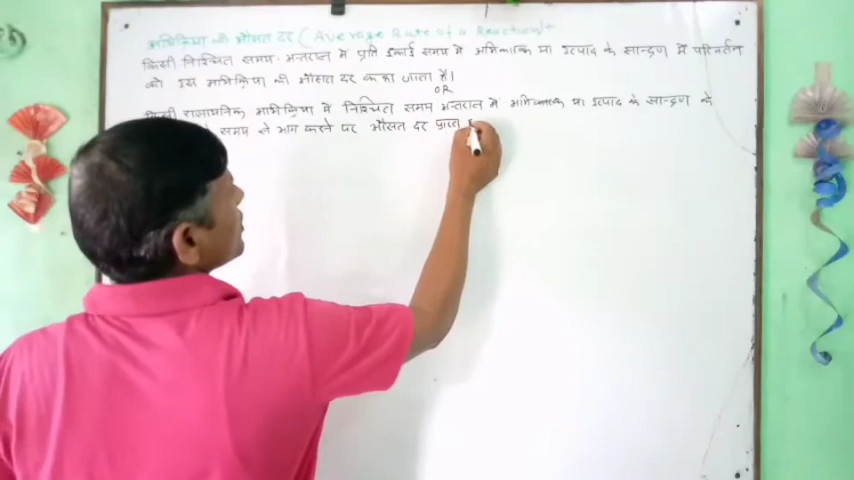 अभिक्रिया की औसत दर (Average Rate of a Reaction)
किसी निश्चित समय-अन्तराल में प्रति इकाई समय में अभिकारक या उत्पाद के सान्द्रण में परिवर्तन
को उस अभिक्रिया की औसत दर कहा जाता है।
OR
रासायनिक अभिक्रिया में निश्चित समय अन्तराल में अभिकारक या उत्पाद के सान्द्रण के
समय से भाग करने पर औसत दर प्राप्त